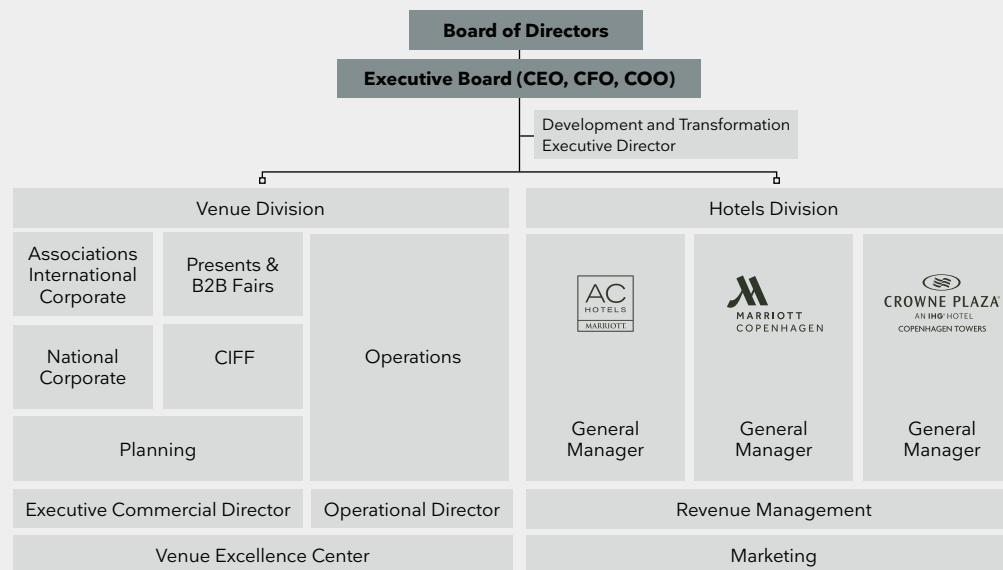 Board of Directors
Executive Board (CEO, CFO, COO)
Development and Transformation
Executive Director
Venue Division
Hotels Division
Associations
International
Corporate
Presents &
B2B Fairs
Operations
National
Corporate
CIFF
Planning
Executive Commercial Director
Operational Director
Venue Excellence Center
AC
HOTELS
MARRIOTT
General
Manager
MARRIOTT
COPENHAGEN
General
Manager
CROWNE PLAZA
AN IHG® HOTEL
COPENHAGEN TOWERS
General
Manager
Revenue Management
Marketing